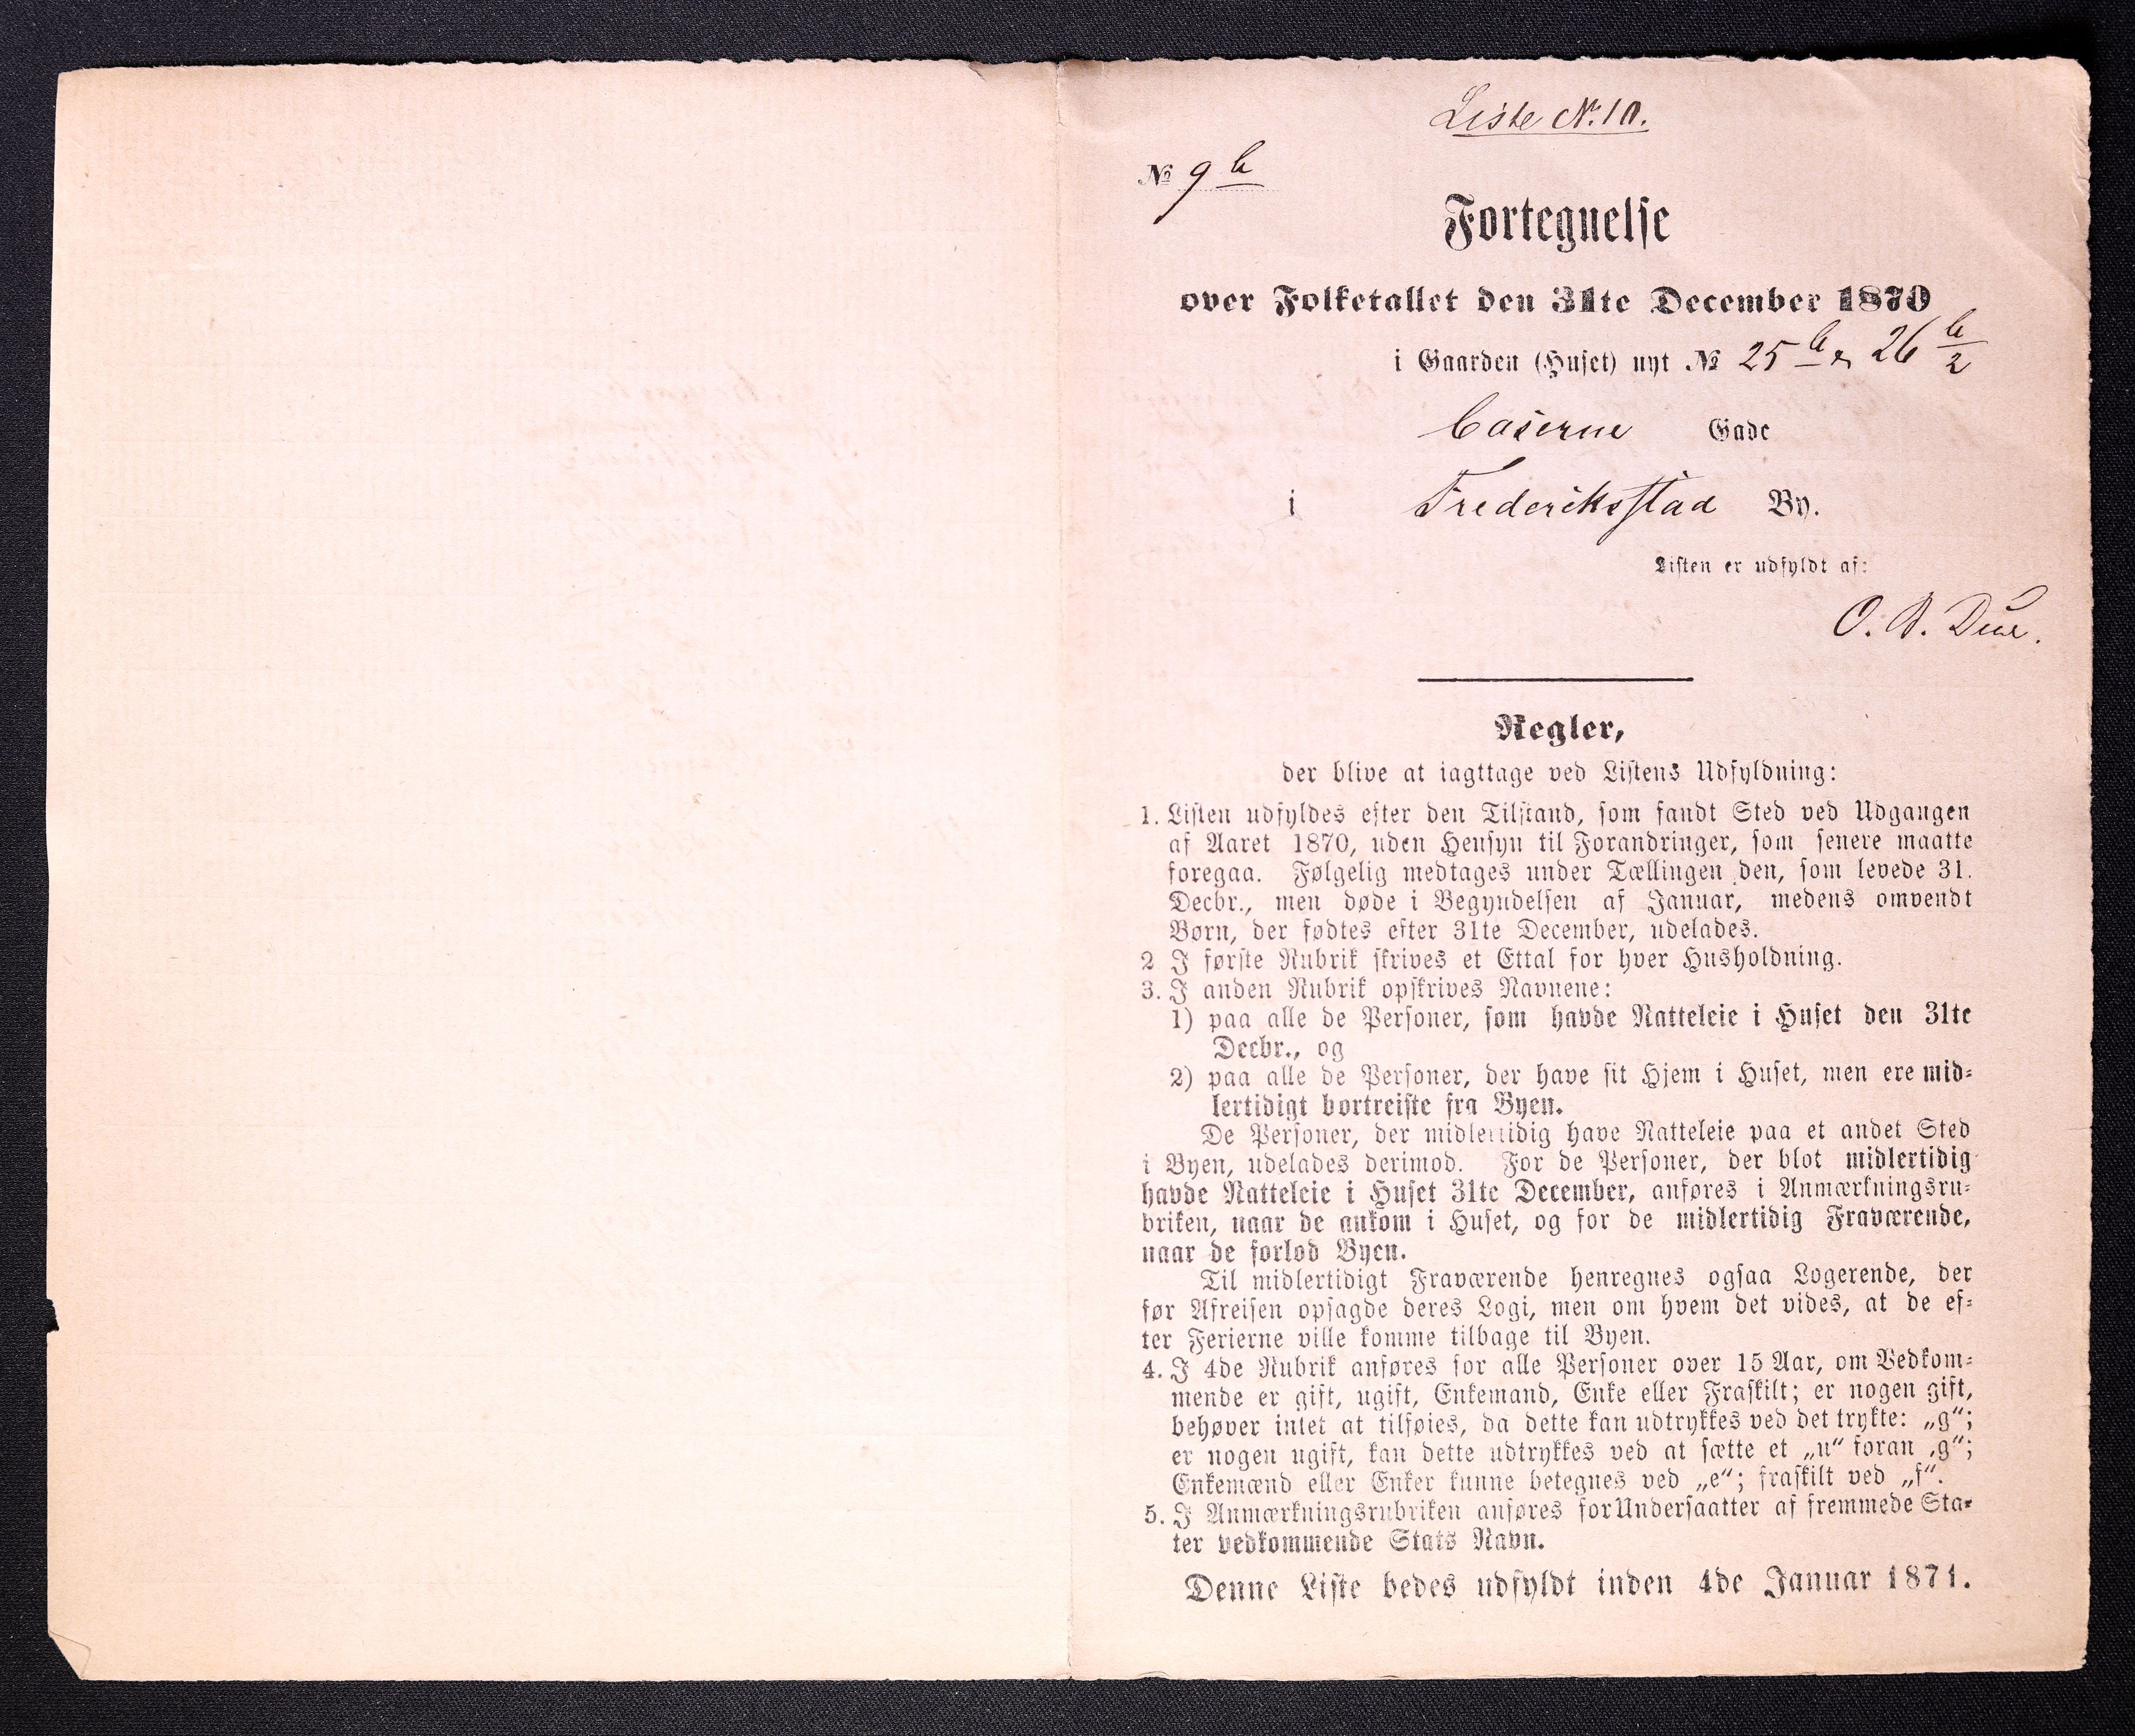 Liste N. 10.
№ 9 b
Fortegnelse
over Folketallet den 31te December 1870
i Gaarden (Huset) nyt № 25 b & 26 b/2
Caserne Gade
i Frederiksstad By.
Listen er udfyldt af:
O. B. Due.
Regler,
der blive at iagttage ved Listens Udfyldning:
1. Listen udfyldes efter den Tilstand, som fandt Sted ved Udgangen
af Aaret 1870, uden Hensyn til Forandringer, som senere maatte
foregaa. Følgelig medtages under Tællingen den, som levede 31.
Decbr., men døde i Begyndelsen af Januar, medens omvendt
Børn, der fødtes efter 31te December, udelades.
2 I første Rubrik skrives et Ettal for hver Husholdning.
3. I anden Rubrik opskrives Navnene:
1) paa alle de Personer, som havde Natteleie i Huset den 31te
Decbr., og
2) paa alle de Personer, der have sit Hjem i Huset, men ere mid-
lertidigt bortreiste fra Byen.
De Personer, der midlertidig have Natteleie paa et andet Sted
i Byen, udelades derimod. For de Personer, der blot midlertidig
havde Natteleie i Huset 31te December, anføres i Anmærkningsru-
briken, naar de ankom i Huset, og for de midlertidig Fraværende,
naar de forlod Byen.
Til midlertidigt Fraværende henregnes ogsaa Logerende, der
før Afreisen opsagde deres Logi, men om hvem det vides, at de ef-
ter Ferierne ville komme tilbage til Byen.
4. I 4de Rubrik anføres for alle Personer over 15 Aar, om Vedkom-
mende er gift, ugift, Enkemand, Enke eller Fraskilt; er nogen gift,
behøver intet at tilføies, da dette kan udtrykkes ved det trykte: „g“;
er nogen ugift, kan dette udtrykkes ved at sætte et „u“ foran ,g“;
Enkemænd eller Enker kunne betegnes ved „e“; fraskilt ved „f“.
5. I Anmærkningsrubriken anføres for Undersaatter af fremmede Sta-
ter vedkommende Stats Navn.
Denne Liste bedes udfyldt inden 4de Januar 1871.